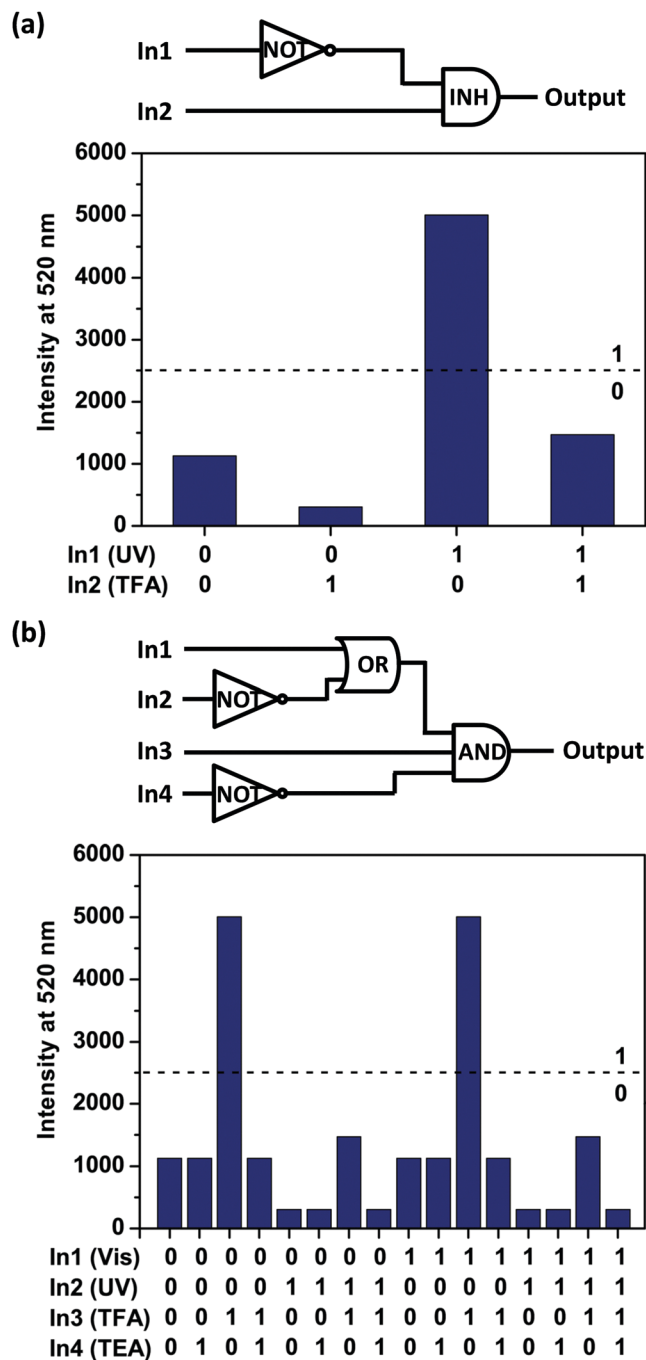 (a)
In1 NOT
In2 INH Output
6000
5000
4000
3000
2000
1000
0
Intensity at 520 nm
1
0
In1 (UV) 0 0 1 1
In2 (TFA) 0 1 0 1
(b)
In1 OR
In2 NOT
In3 AND Output
In4 NOT
6000
5000
4000
3000
2000
1000
0
Intensity at 520 nm
1
0
In1 (Vis) 0 0 0 0 0 0 0 0 1 1 1 1 1 1 1 1
In2 (UV) 0 0 0 0 1 1 1 1 0 0 0 0 1 1 1 1
In3 (TFA) 0 0 1 1 0 0 1 1 0 0 1 1 0 0 1 1
In4 (TEA) 0 1 0 1 0 1 0 1 0 1 0 1 0 1 0 1